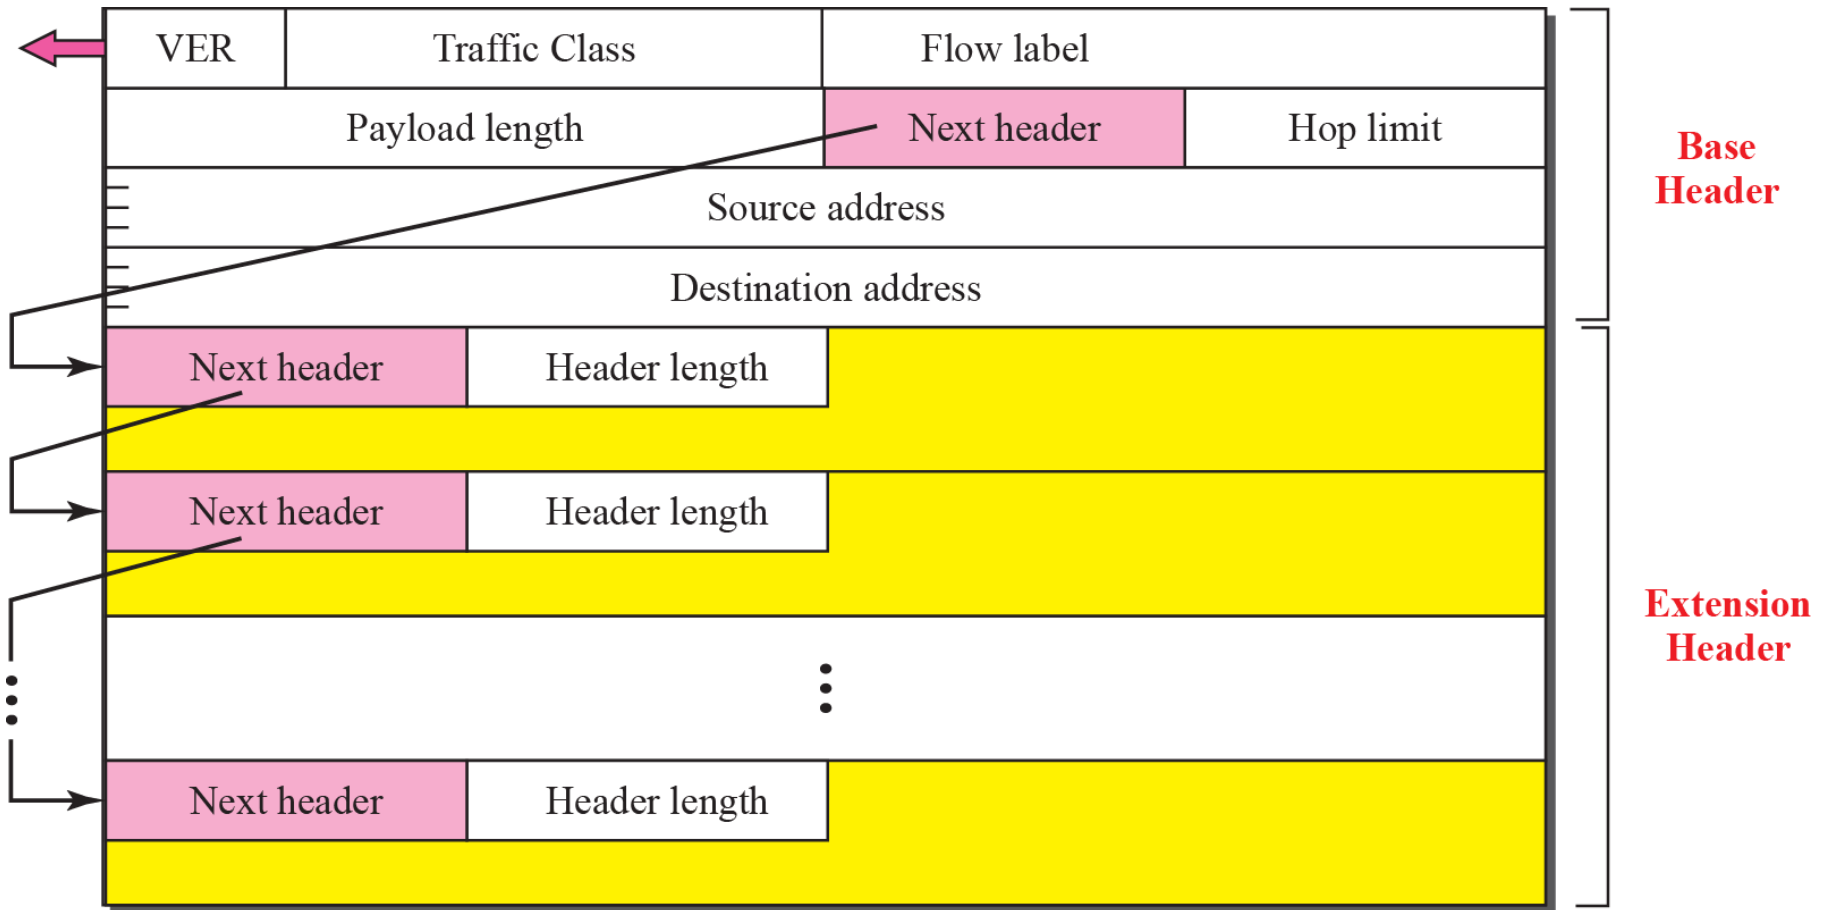 VER Traffic Class Flow label
Payload length Next header Hop limit
Base
Header
Source address
Destination address
Next header Header length
Next header Header length
Extension
Header
Next header Header length